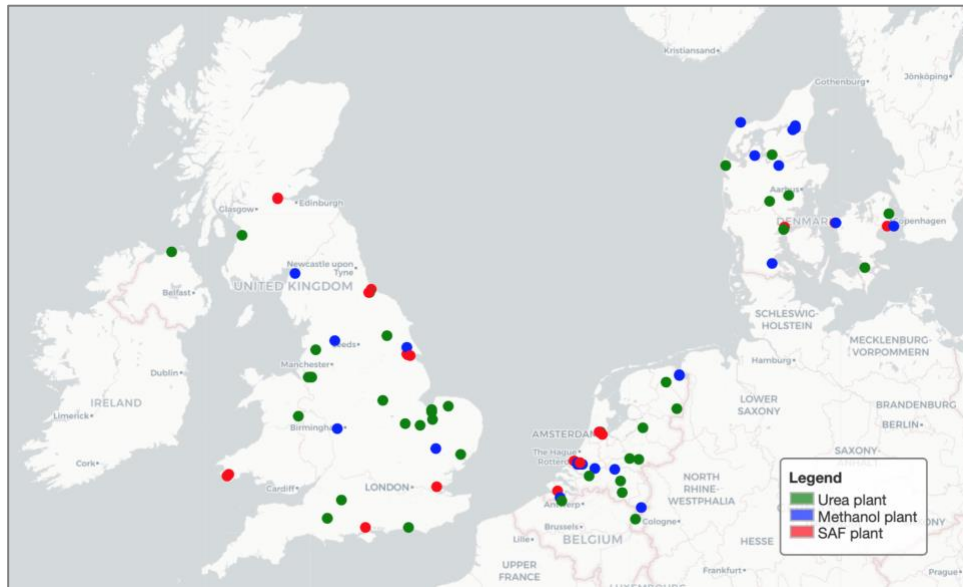 Kristiansand
Gothenburg
Jönköping
Aarhus
DENMARK
Copenhagen
Glasgow
Edinburgh
Newcastle upon
Tyne
UNITED KINGDOM
Belfast
SCHLESWIG-
HOLSTEIN
MECKLENBURG-
VORPOMMERN
Leeds
Manchester
Dublin
IRELAND
Hamburg
Limerick
LOWER
SAXONY
BRANDENBURG
BERLIN
Birmingham
AMSTERDAM
The Hague
Cork
Cardiff
LONDON
NORTH
RHINE-
WESTPHALIA
Antwerp
Cologne
Brussels
BELGIUM
Lille
HESSE
UPPER
FRANCE
Frankfurt
Prague
Legend
Urea plant
Methanol plant
SAF plant